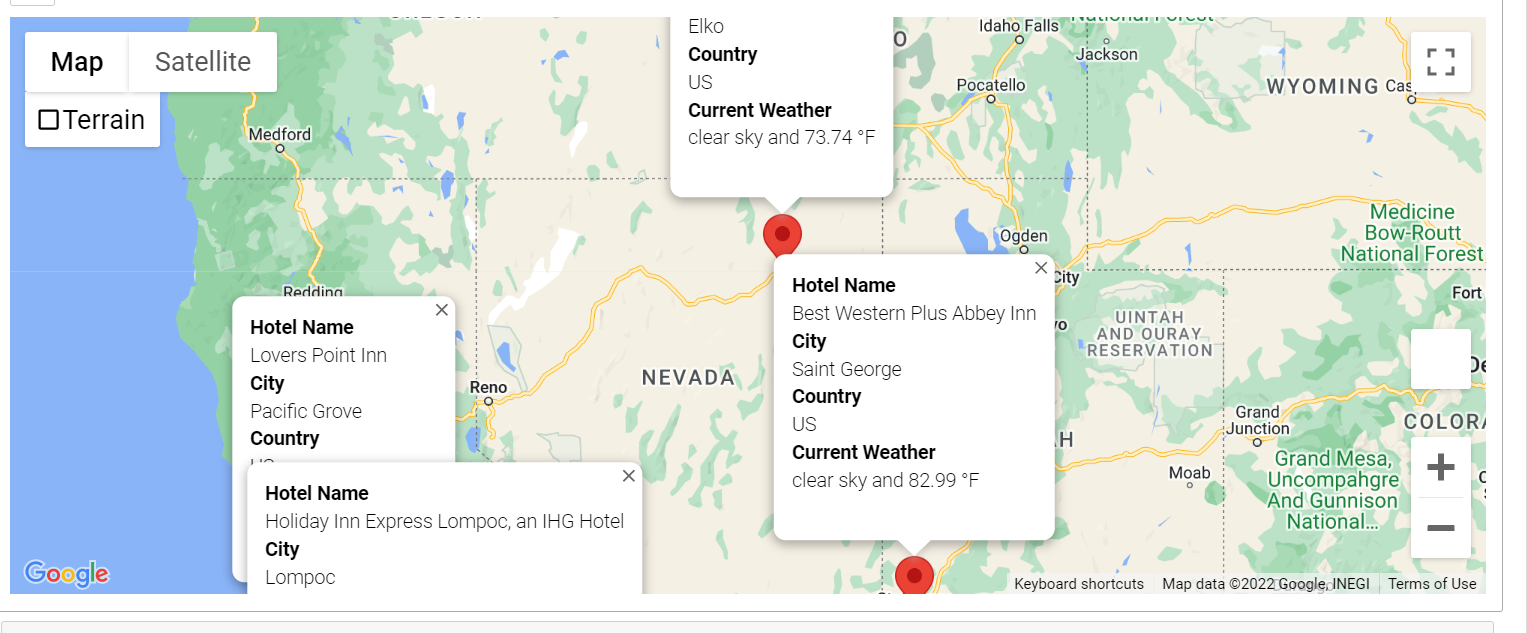 Map
Satellite
Terrain
Medford
Redding
Reno
NEVADA
Elko
Country
US
Current Weather
clear sky and 73.74 °F
Idaho Falls
National Forest
Jackson
Pocatello
WYOMING
Cas
Ogden
City
Medicine
Bow-Routt
National Forest
Fort
UINTAH
AND OURAY
RESERVATION
Grand
Junction
Moab
COLORA
Grand Mesa,
Uncompahgre
And Gunnison
National...
Hotel Name
Best Western Plus Abbey Inn
City
Saint George
Country
US
Current Weather
clear sky and 82.99 °F
Hotel Name
Lovers Point Inn
City
Pacific Grove
Country
US
Hotel Name
Holiday Inn Express Lompoc, an IHG Hotel
City
Lompoc
Google
Keyboard shortcuts
Map data ©2022 Google, INEGI
Terms of Use